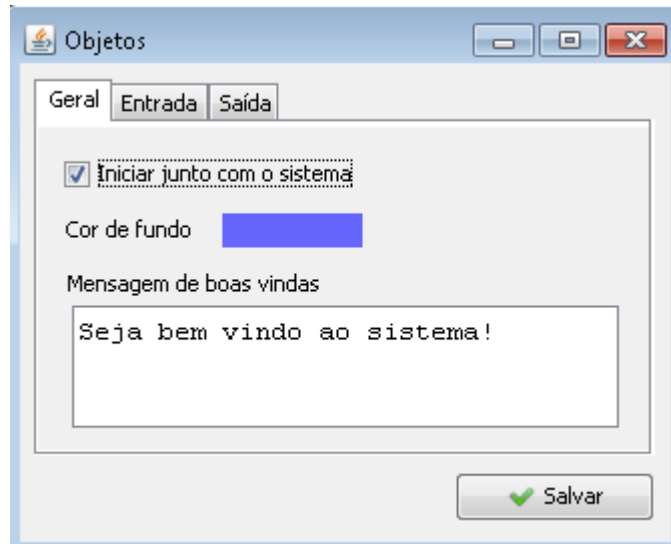 Objetos
Geral Entrada Saída
Iniciar junto com o sistema
Cor de fundo
Mensagem de boas vindas
Seja bem vindo ao sistema!
Salvar